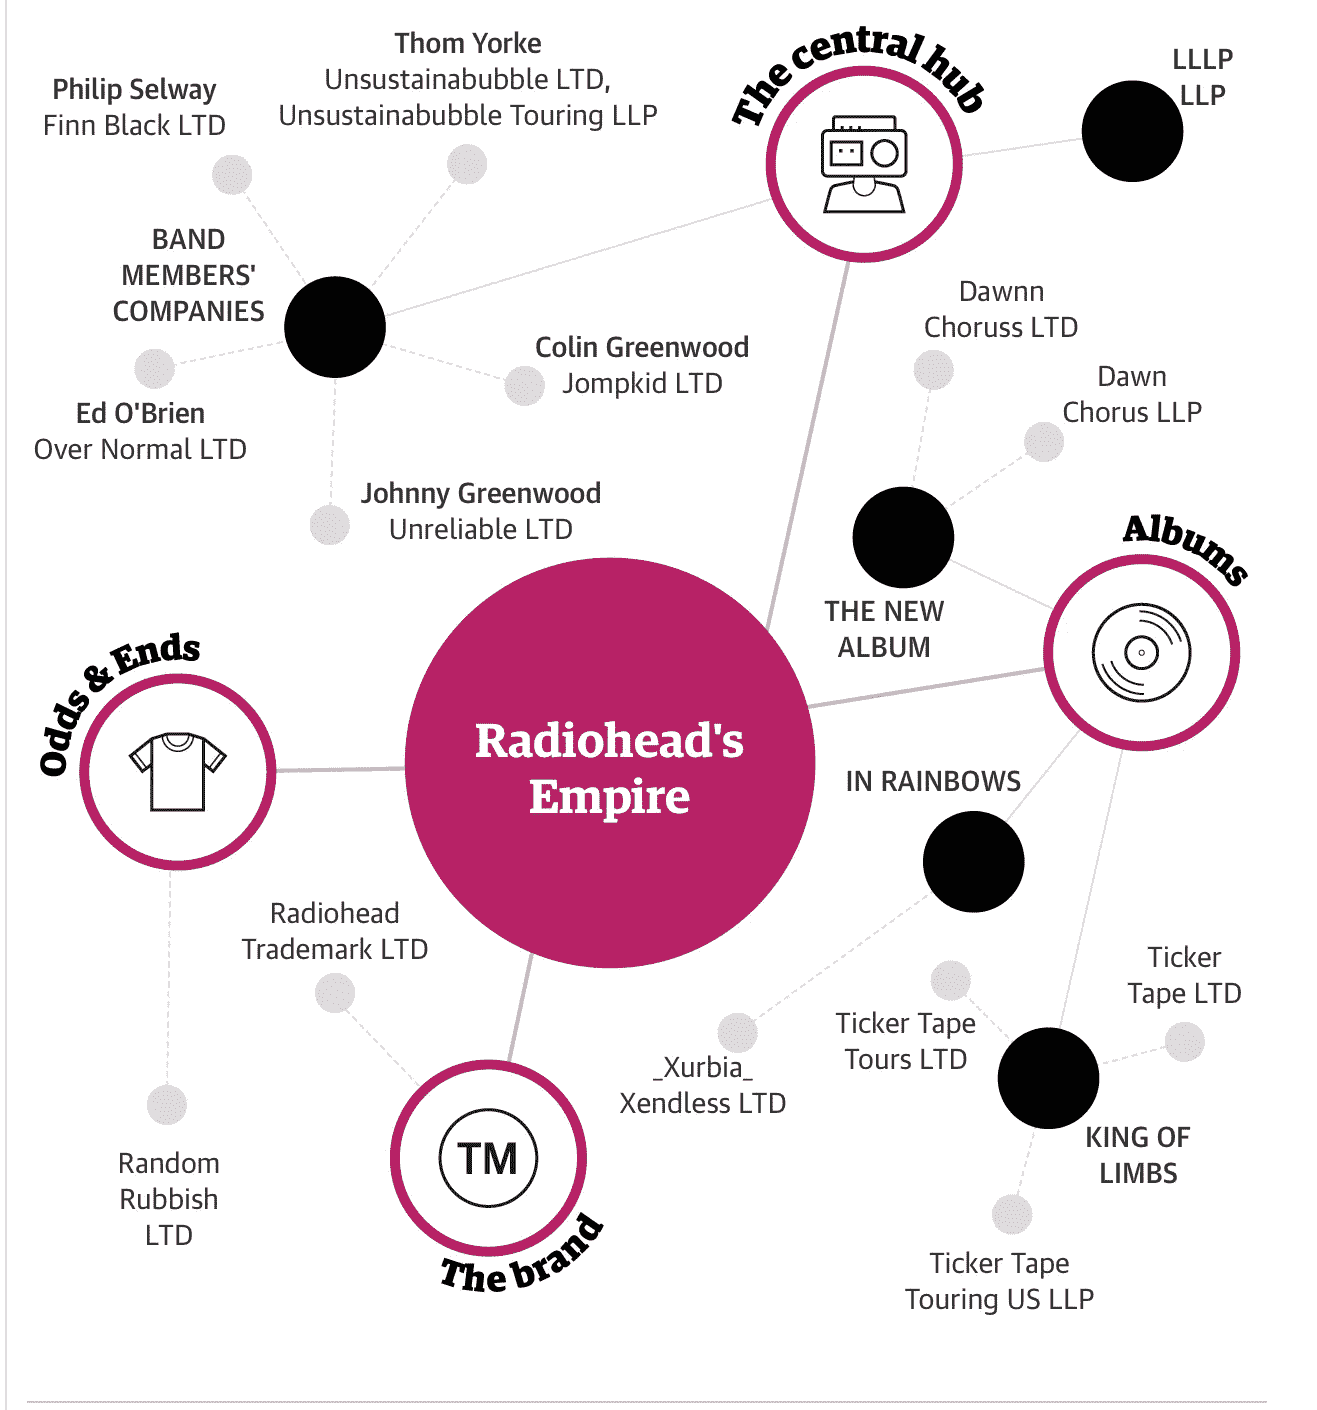 Thom Yorke
Unsustainabubble LTD,
Unsustainabubble Touring LLP
Philip Selway
Finn Black LTD
The central hub
LLLP
LLP
BAND
MEMBERS'
COMPANIES
Colin Greenwood
Jompkid LTD
Ed O'Brien
Over Normal LTD
Johnny Greenwood
Unreliable LTD
Dawnn
Choruss LTD
Dawn
Chorus LLP
THE NEW
ALBUM
Albums
Odds & Ends
Radiohead's
Empire
IN RAINBOWS
Radiohead
Trademark LTD
_Xurbia_
Xendless LTD
Ticker Tape
Tours LTD
Ticker
Tape LTD
KING OF
LIMBS
Random
Rubbish
LTD
TM
The brand
Ticker Tape
Touring US LLP